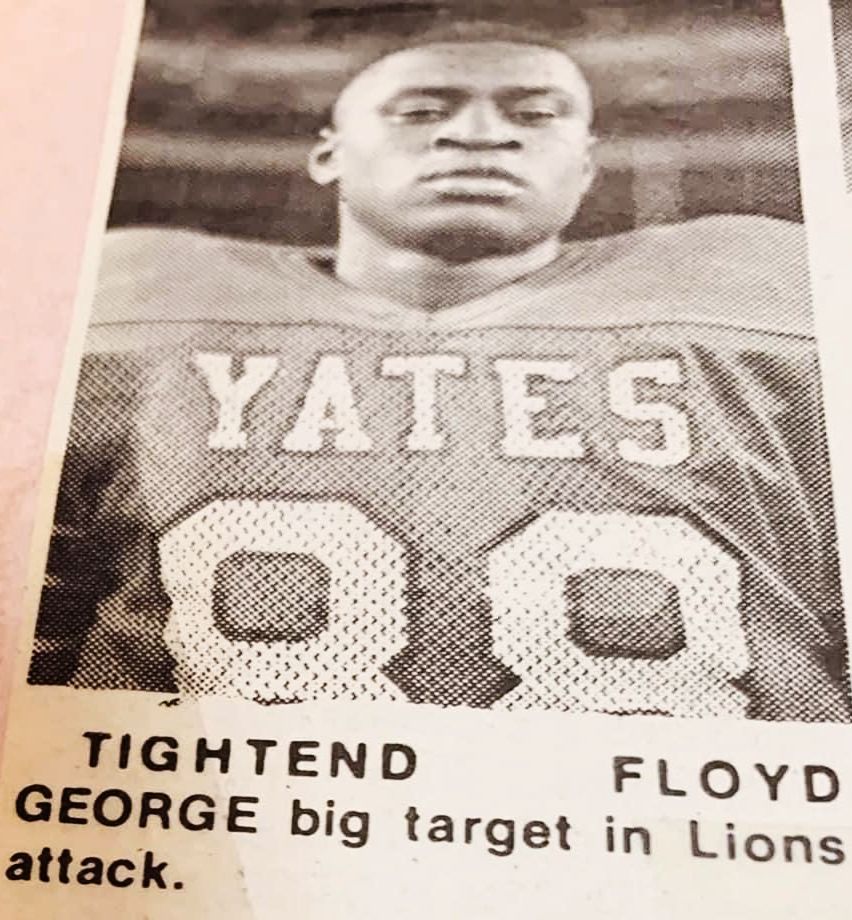 YATES
88
TIGHTEND FLOYD
GEORGE big target in Lions
attack.